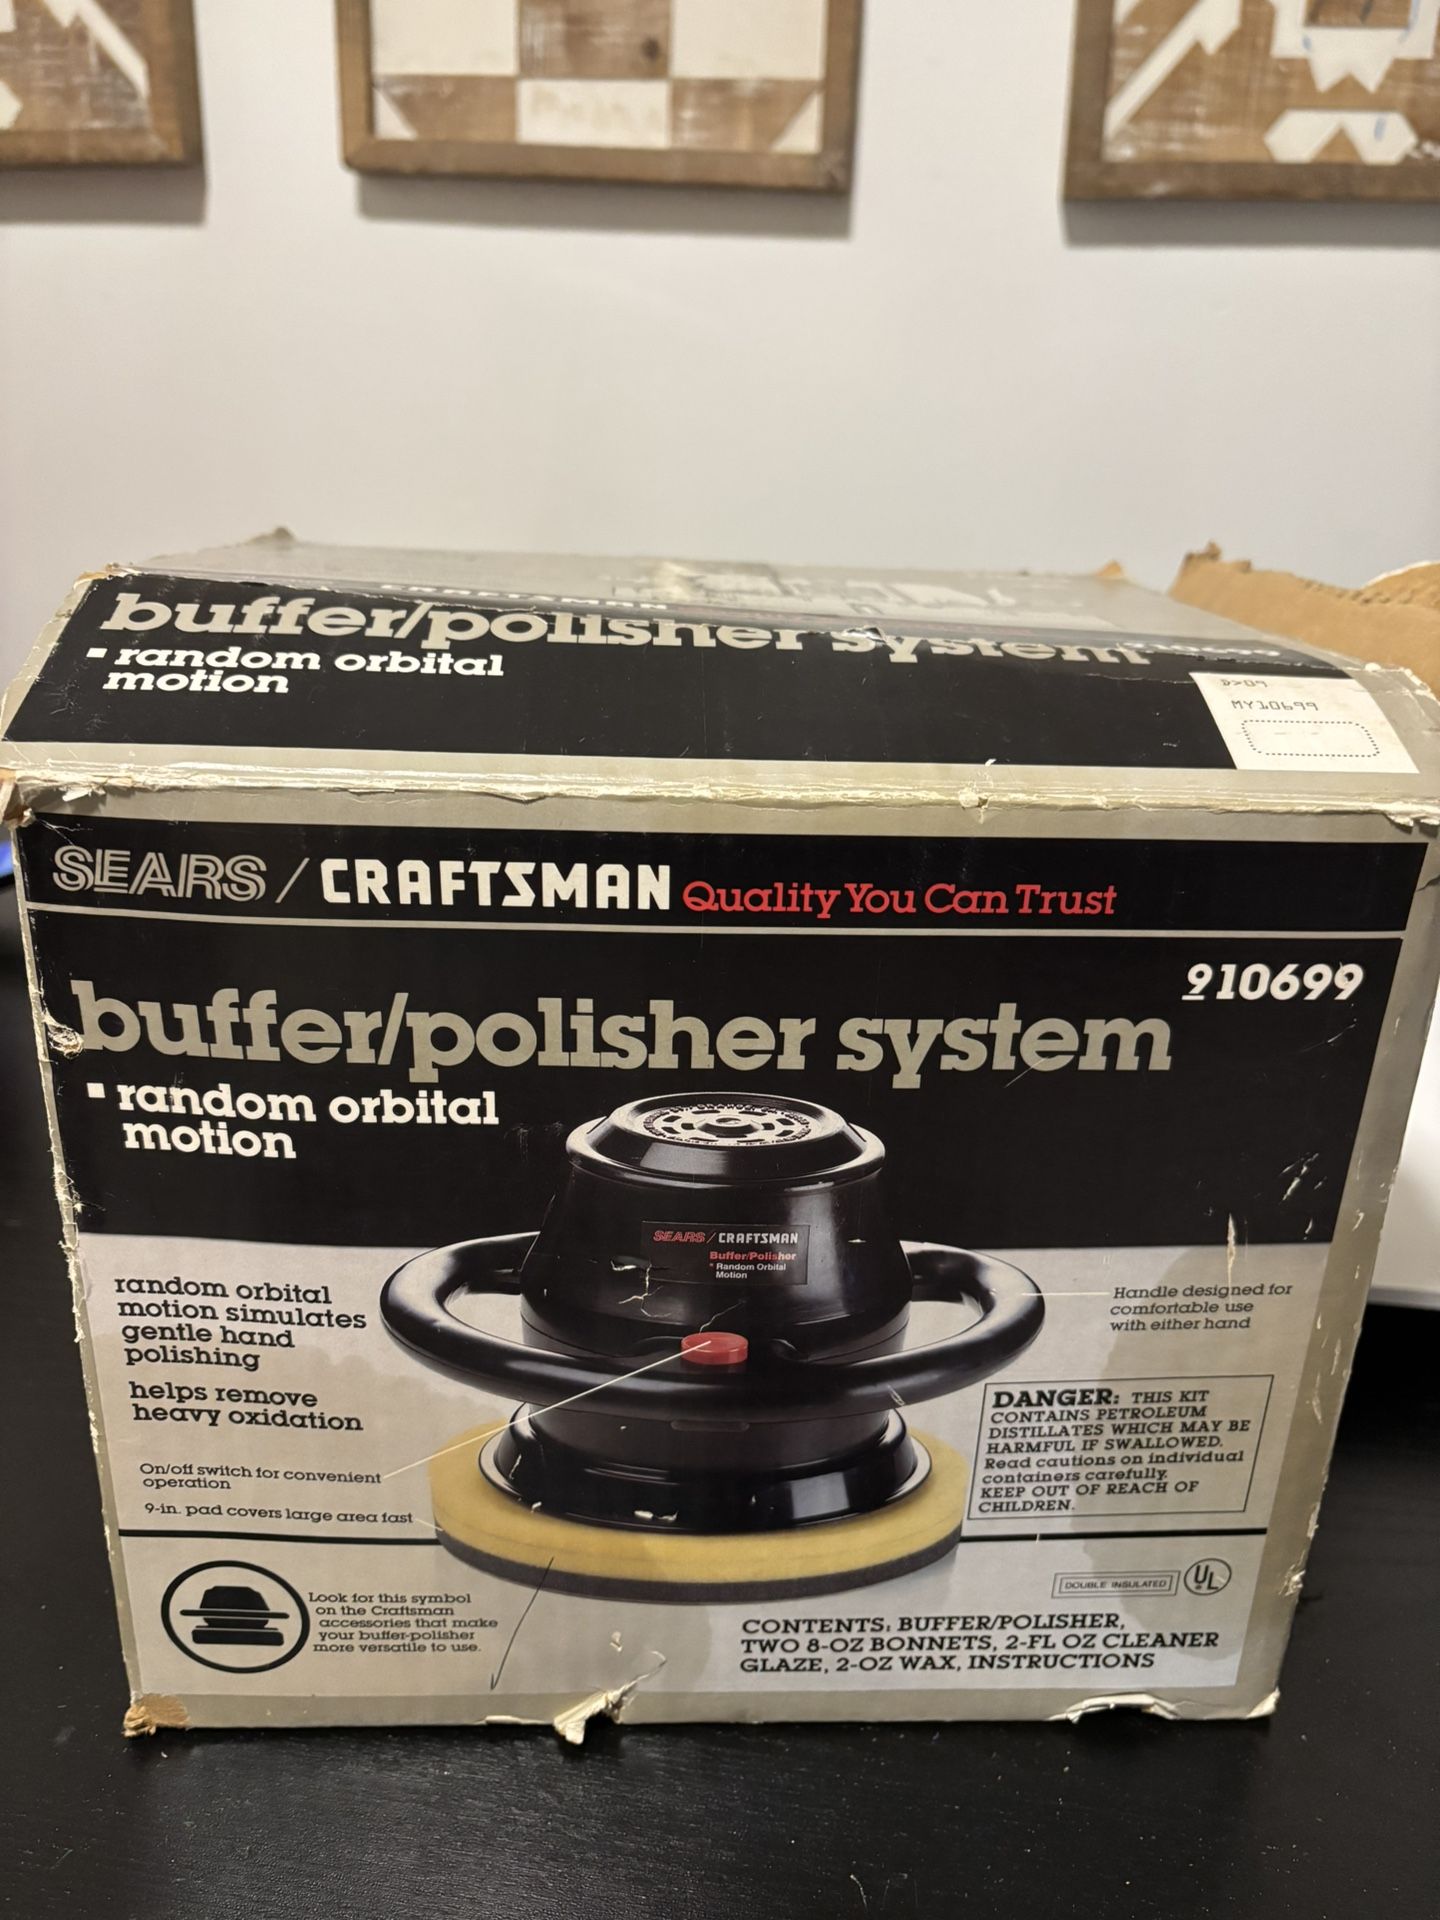 buffer/polisher system
▪ random orbital
motion
MY10699
SEARS / CRAFTSMAN Quality You Can Trust
910699
buffer/polisher system
▪ random orbital
motion
SEARS / CRAFTSMAN
Buffer/Polisher
▪ Random Orbital
Motion
random orbital
motion simulates
gentle hand
polishing
helps remove
heavy oxidation
On/off switch for convenient
operation
9-in. pad covers large area fast
Handle designed for
comfortable use
with either hand
DANGER: THIS KIT
CONTAINS PETROLEUM
DISTILLATES WHICH MAY BE
HARMFUL IF SWALLOWED.
Read cautions on individual
containers carefully.
KEEP OUT OF REACH OF
CHILDREN.
Look for this symbol
on the Craftsman
accessories that make
your buffer-polisher
more versatile to use.
DOUBLE INSULATED
UL
CONTENTS: BUFFER/POLISHER,
TWO 8-OZ BONNETS, 2-FL OZ CLEANER
GLAZE, 2-OZ WAX, INSTRUCTIONS